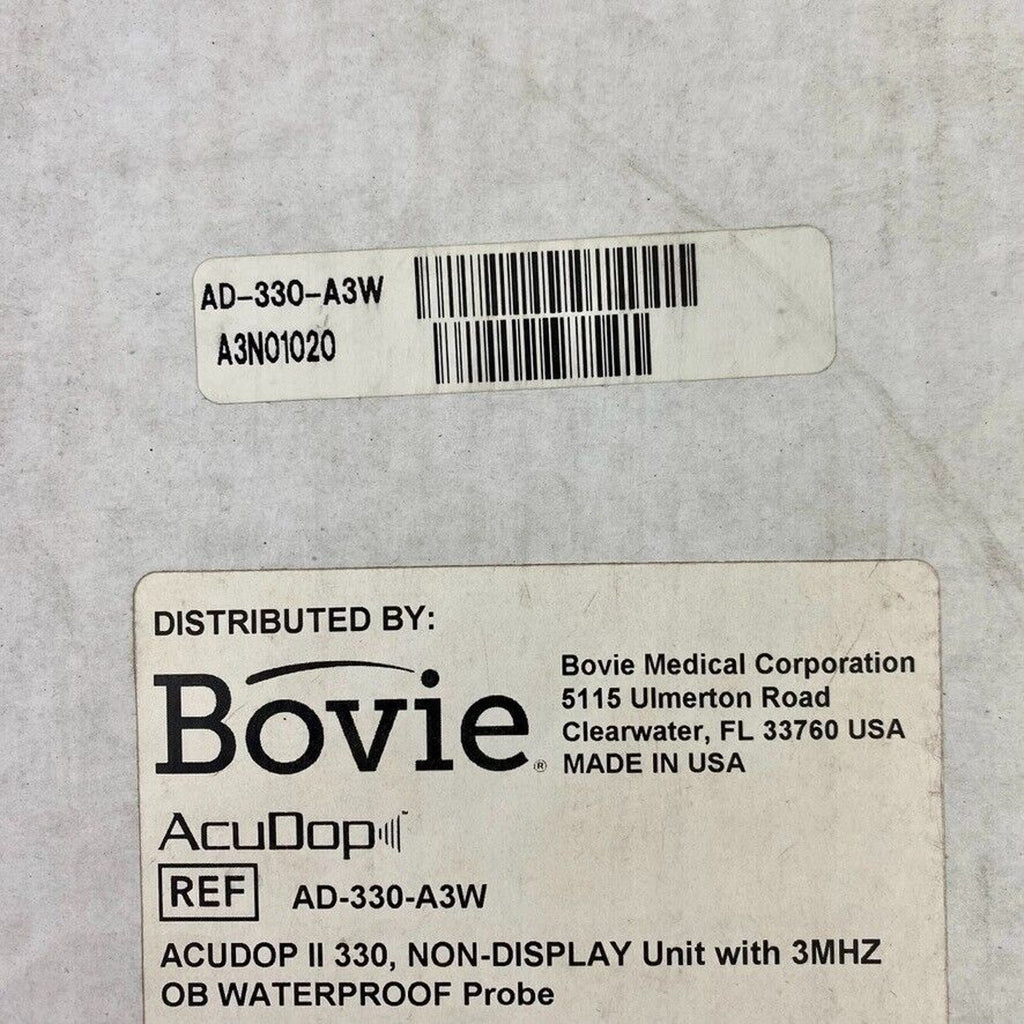 AD-330-A3W
A3N01020
DISTRIBUTED BY:
Bovie®
Bovie Medical Corporation
5115 Ulmerton Road
Clearwater, FL 33760 USA
MADE IN USA
AcuDop™
REF AD-330-A3W
ACUDOP II 330, NON-DISPLAY Unit with 3MHZ
OB WATERPROOF Probe